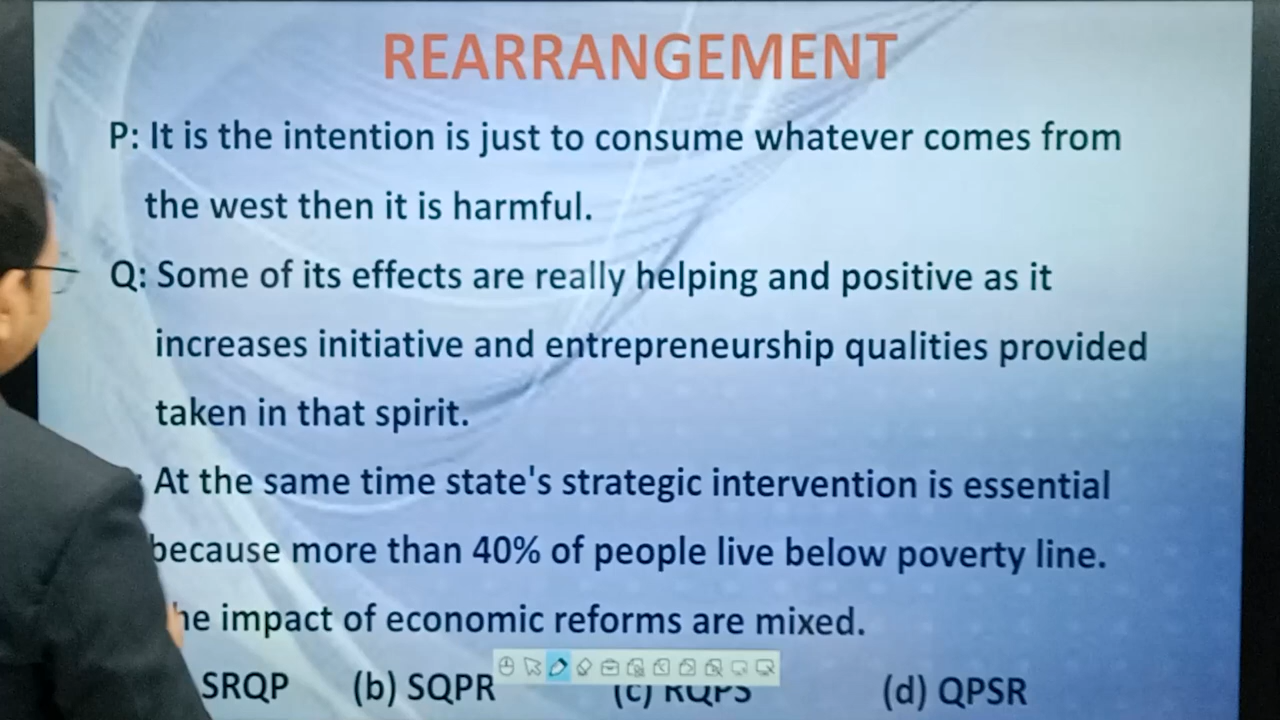 REARRANGEMENT
P: It is the intention is just to consume whatever comes from
the west then it is harmful.
Q: Some of its effects are really helping and positive as it
increases initiative and entrepreneurship qualities provided
taken in that spirit.
At the same time state's strategic intervention is essential
because more than 40% of people live below poverty line.
impact of economic reforms are mixed.
SRQP (b) SQPR (c) RQPS (d) QPSR